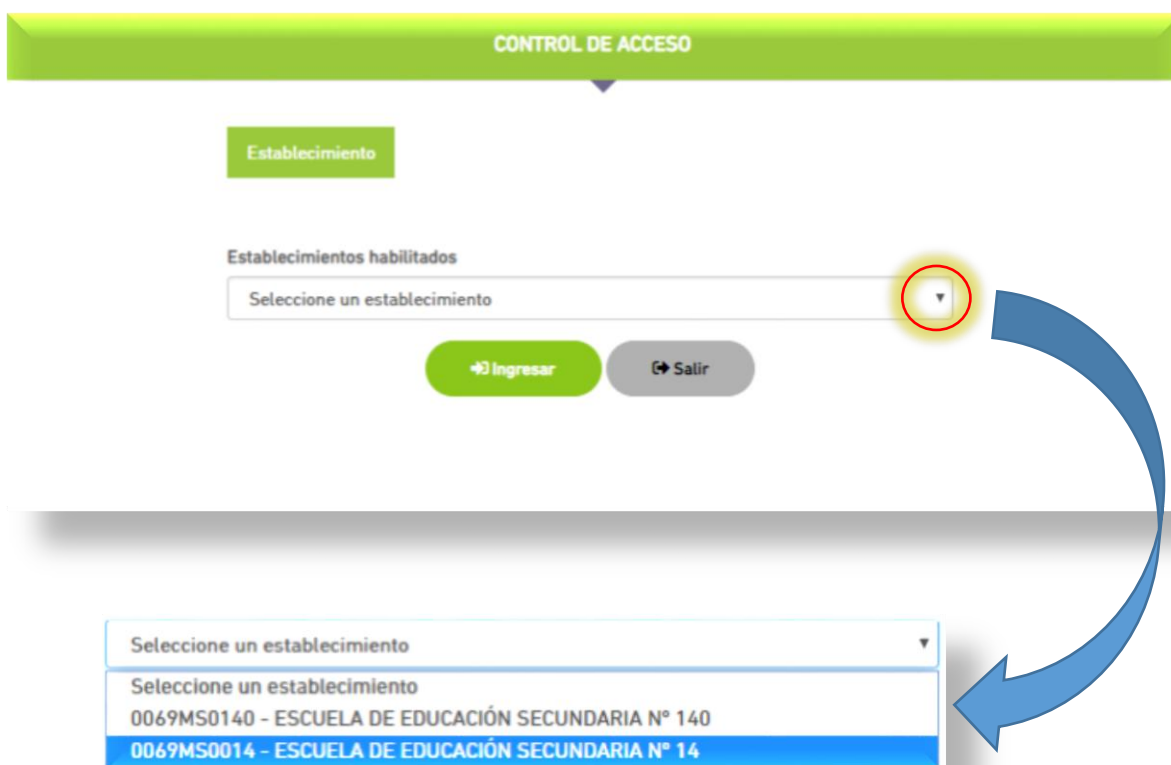 CONTROL DE ACCESO
Establecimiento
Establecimientos habilitados
Seleccione un establecimiento
Ingresar
Salir
Seleccione un establecimiento
Seleccione un establecimiento
0069MS0140 - ESCUELA DE EDUCACIÓN SECUNDARIA Nº 140
0069MS0014 - ESCUELA DE EDUCACIÓN SECUNDARIA Nº 14